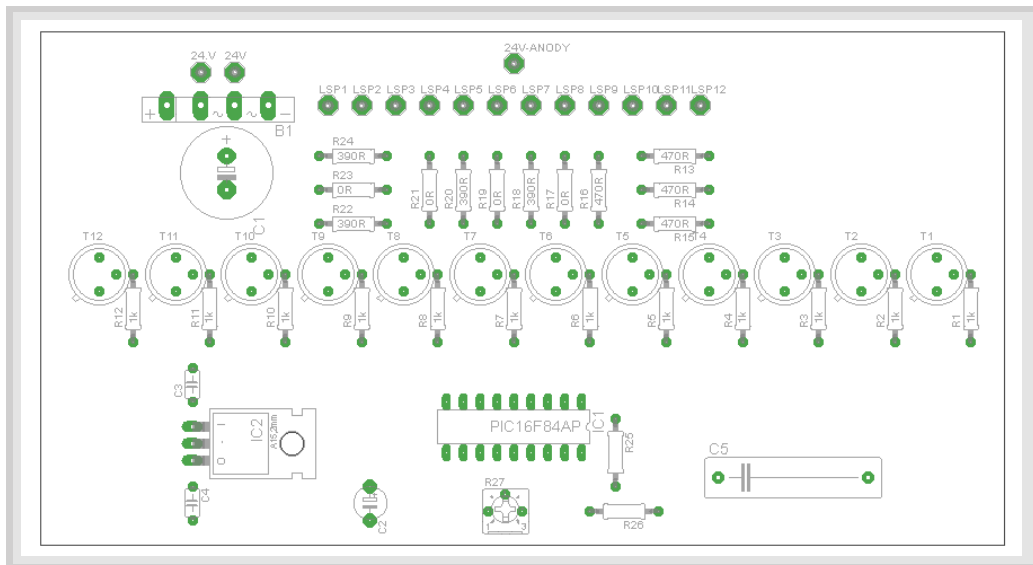 24V-ANODY
24.V 24V
LSP1 LSP2 LSP3 LSP4 LSP5 LSP6 LSP7 LSP8 LSP9 LSP10 LSP11 LSP12
+ ~ ~ −
B1
+
C1
R24
390R
R23
0R
R22
390R
R21
0R
R20
390R
R19
0R
R18
390R
R17
0R
R16
470R
470R
R13
470R
R14
470R
R15
T12 T11 T10 T9 T8 T7 T6 T5 T4 T3 T2 T1
R12 R11 R10 R9 R8 R7 R6 R5 R4 R3 R2 R1
1k 1k 1k 1k 1k 1k 1k 1k 1k 1k 1k 1k
C3
I
-
O
IC2
A15,2mm
C4
PIC16F84AP
IC1
R25
C5
R27
1 3
C2
R26